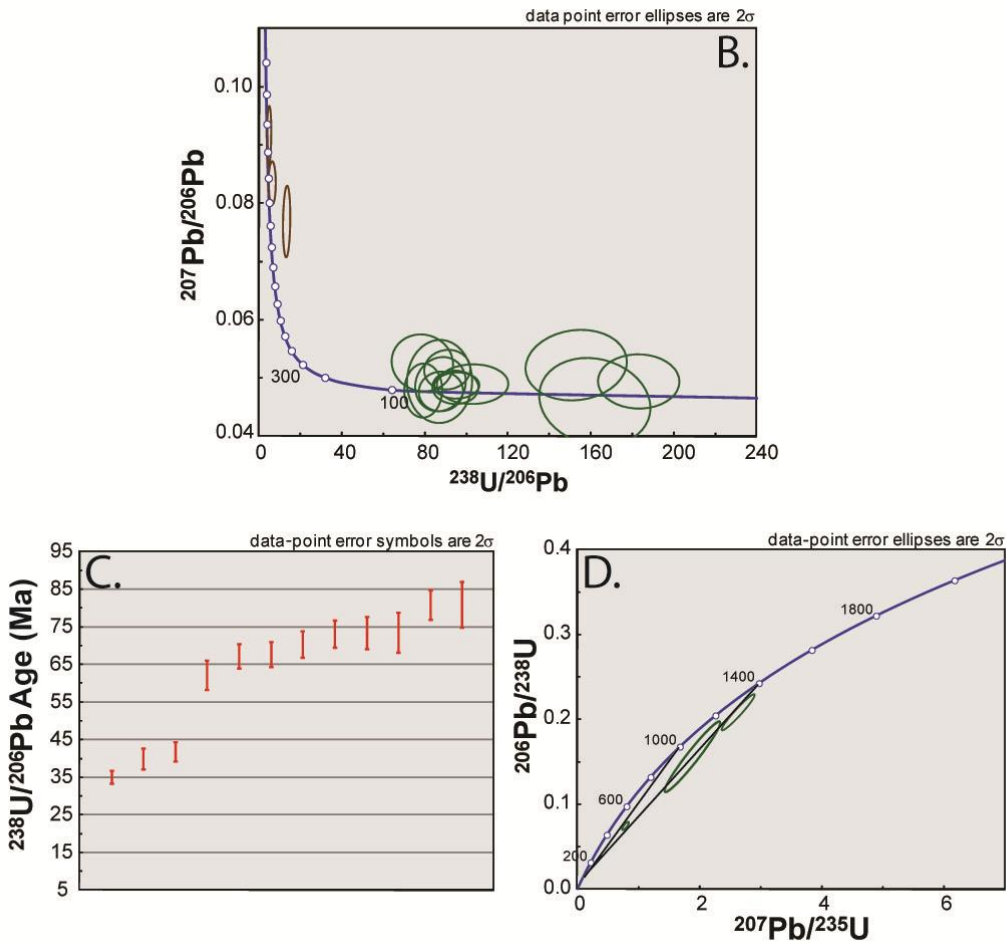 data point error ellipses are 2σ
B.
0.10
0.08
0.06
0.04
²⁰⁷Pb/²⁰⁶Pb
300
100
0 40 80 120 160 200 240
²³⁸U/²⁰⁶Pb
data-point error symbols are 2σ
C.
95
85
75
65
55
45
35
25
15
5
²³⁸U/²⁰⁶Pb Age (Ma)
data-point error ellipses are 2σ
D.
0.4
0.3
0.2
0.1
0.0
²⁰⁶Pb/²³⁸U
1800
1400
1000
600
200
0 2 4 6
²⁰⁷Pb/²³⁵U